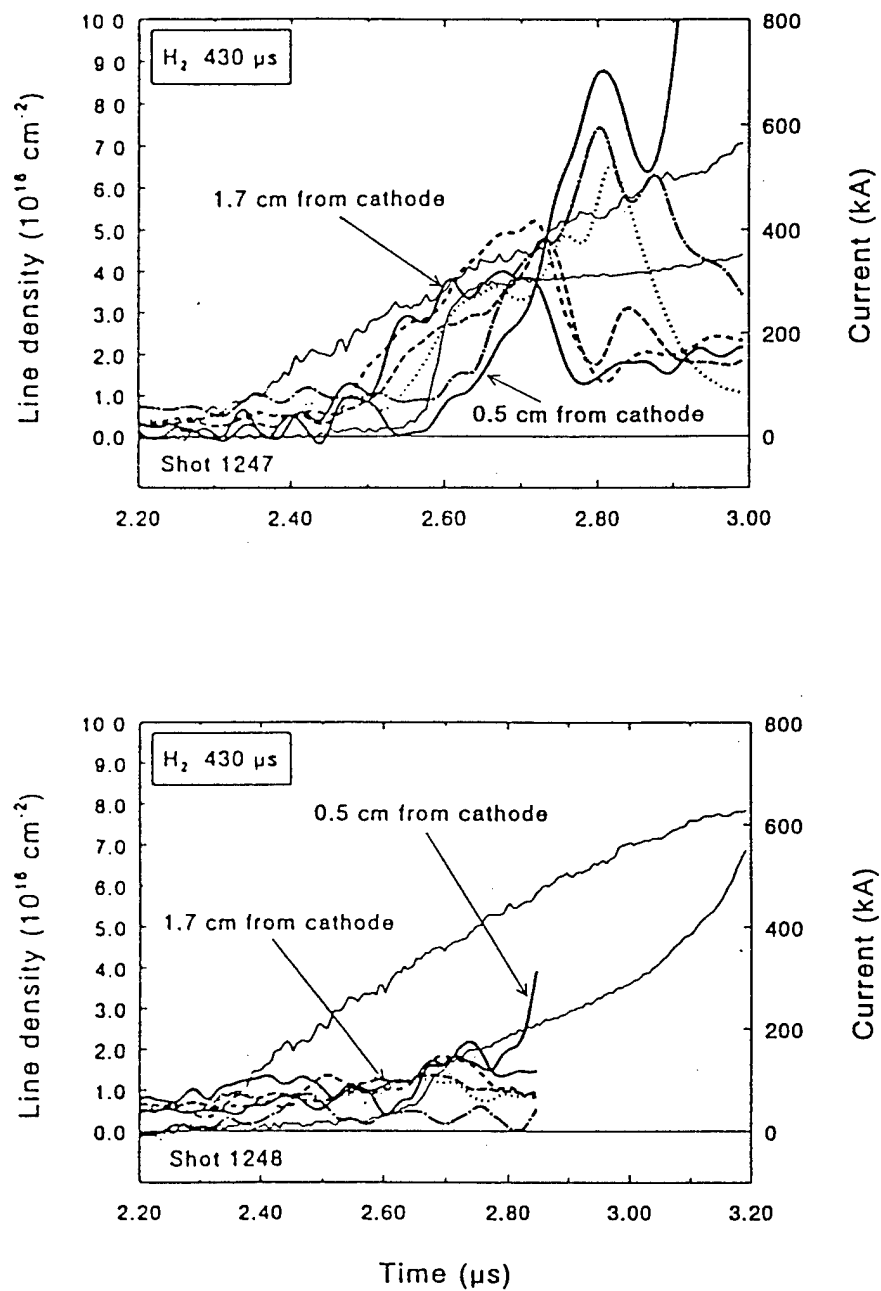 10.0
9.0
8.0
7.0
6.0
5.0
4.0
3.0
2.0
1.0
0.0
Line density (10¹⁶ cm⁻²)
H₂ 430 µs
1.7 cm from cathode
0.5 cm from cathode
Shot 1247
800
600
400
200
0
Current (kA)
2.20 2.40 2.60 2.80 3.00
10.0
9.0
8.0
7.0
6.0
5.0
4.0
3.0
2.0
1.0
0.0
Line density (10¹⁶ cm⁻²)
H₂ 430 µs
0.5 cm from cathode
1.7 cm from cathode
Shot 1248
800
600
400
200
0
Current (kA)
2.20 2.40 2.60 2.80 3.00 3.20
Time (µs)